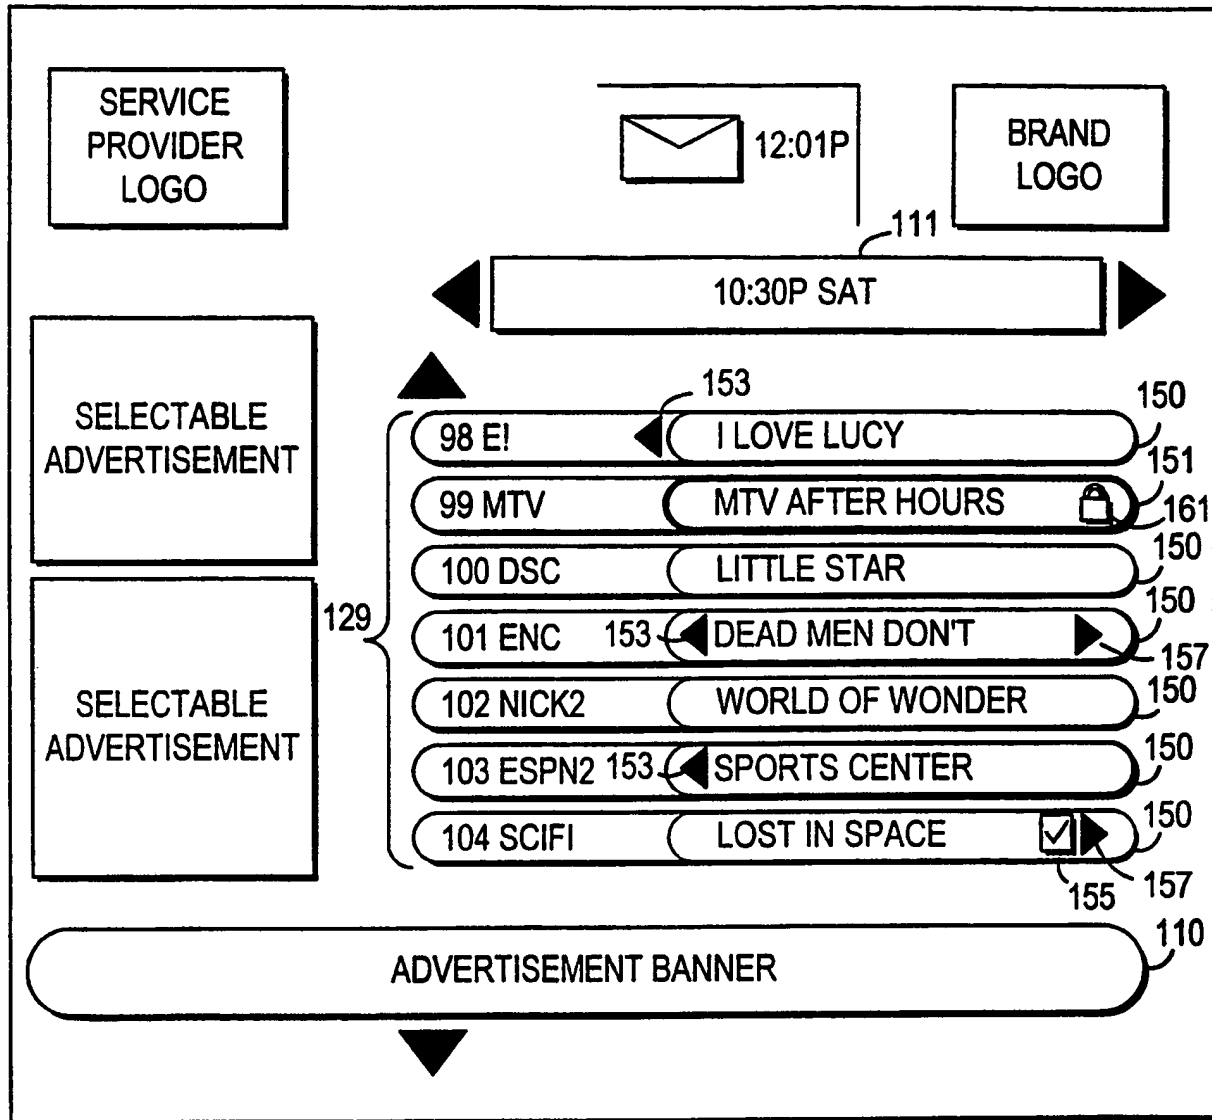 SERVICE
PROVIDER
LOGO
12:01P
BRAND
LOGO
111
10:30P SAT
SELECTABLE
ADVERTISEMENT
SELECTABLE
ADVERTISEMENT
129
153
98 E! I LOVE LUCY 150
99 MTV MTV AFTER HOURS 151
161
100 DSC LITTLE STAR 150
101 ENC 153 DEAD MEN DON'T 150
157
102 NICK2 WORLD OF WONDER 150
103 ESPN2 153 SPORTS CENTER 150
104 SCIFI LOST IN SPACE 150
155 157
ADVERTISEMENT BANNER 110